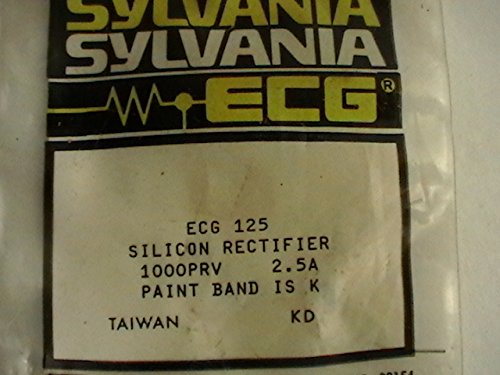 SYLVANIA
SYLVANIA
ECG®
ECG 125
SILICON RECTIFIER
1000PRV 2.5A
PAINT BAND IS K
TAIWAN KD